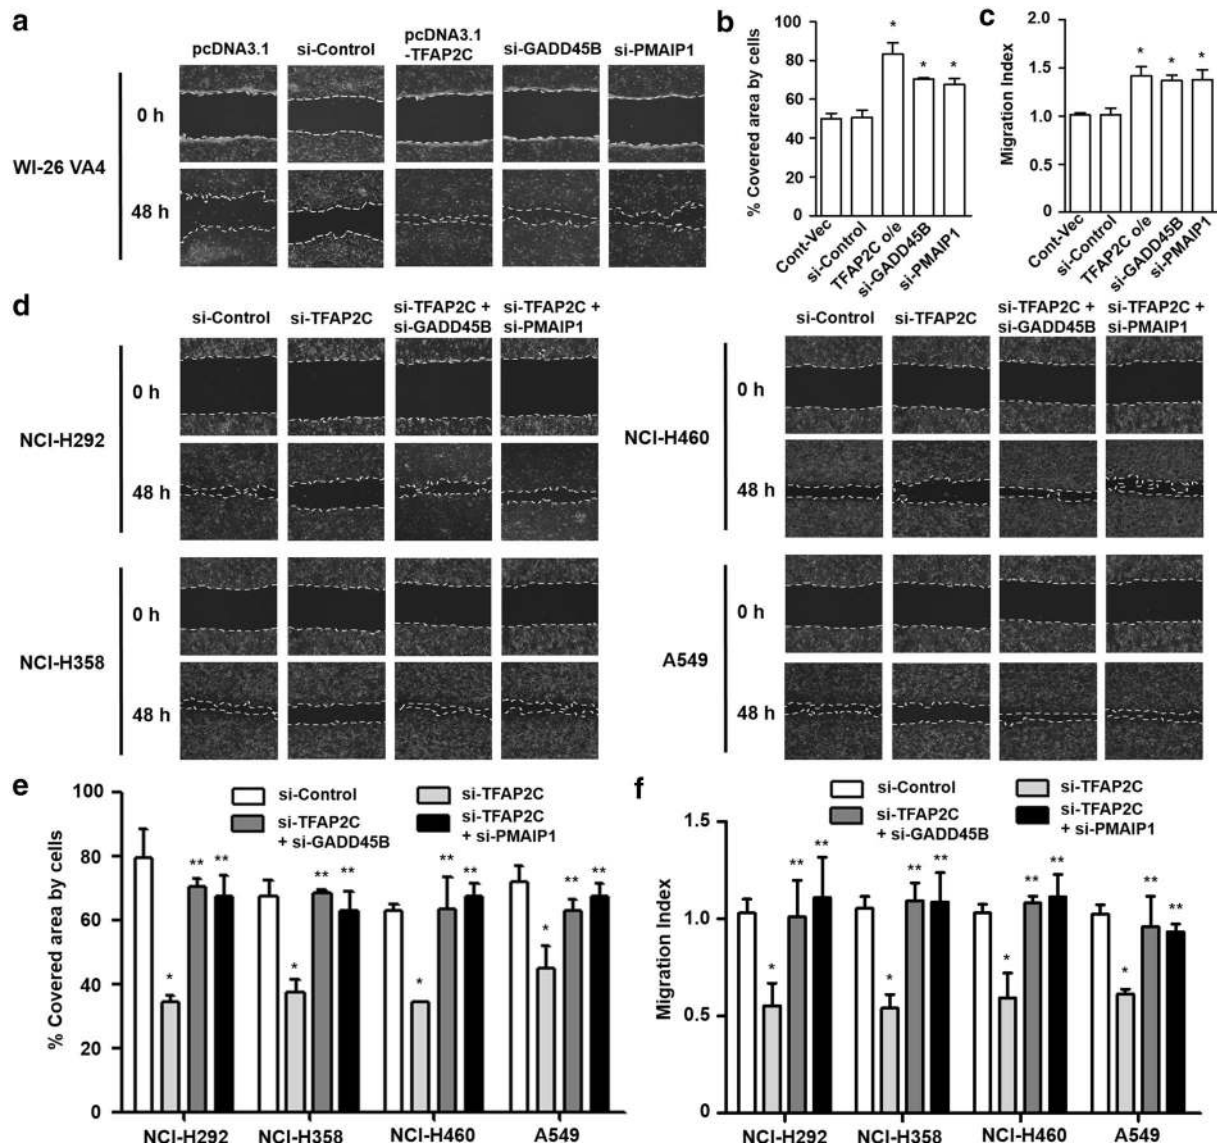 a
pcDNA3.1
si-Control
pcDNA3.1
-TFAP2C
si-GADD45B
si-PMAIP1
WI-26 VA4
0 h
48 h
b
% Covered area by cells
100
80
60
40
20
0
*
*
*
Cont-Vec
si-Control
TFAP2C o/e
si-GADD45B
si-PMAIP1
c
Migration Index
2.0
1.5
1.0
0.5
0.0
*
*
*
Cont-Vec
si-Control
TFAP2C o/e
si-GADD45B
si-PMAIP1
d
si-Control
si-TFAP2C
si-TFAP2C +
si-GADD45B
si-TFAP2C +
si-PMAIP1
NCI-H292
0 h
48 h
NCI-H358
0 h
48 h
si-Control
si-TFAP2C
si-TFAP2C +
si-GADD45B
si-TFAP2C +
si-PMAIP1
NCI-H460
0 h
48 h
A549
0 h
48 h
e
si-Control
si-TFAP2C
si-TFAP2C
+ si-GADD45B
si-TFAP2C
+ si-PMAIP1
% Covered area by cells
100
80
60
40
20
0
* ** **
* ** **
* ** **
* ** **
NCI-H292
NCI-H358
NCI-H460
A549
f
si-Control
si-TFAP2C
si-TFAP2C
+ si-GADD45B
si-TFAP2C
+ si-PMAIP1
Migration Index
1.5
1.0
0.5
0
* ** **
* ** **
* ** **
* ** **
NCI-H292
NCI-H358
NCI-H460
A549